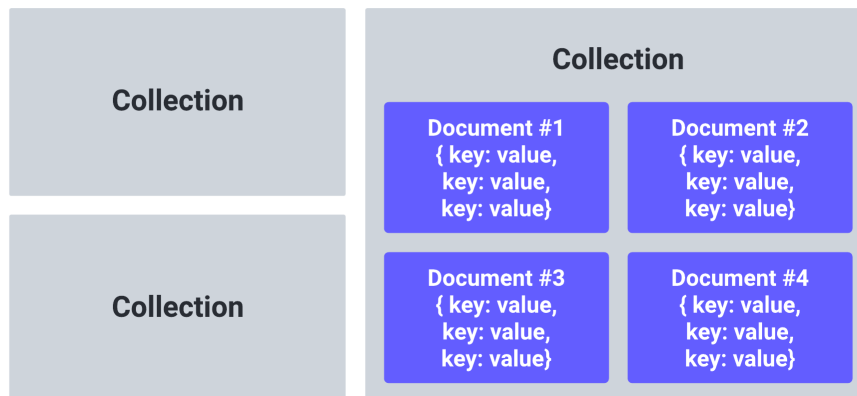 Collection
Collection
Collection
Document #1
{ key: value,
key: value,
key: value}
Document #2
{ key: value,
key: value,
key: value}
Document #3
{ key: value,
key: value,
key: value}
Document #4
{ key: value,
key: value,
key: value}